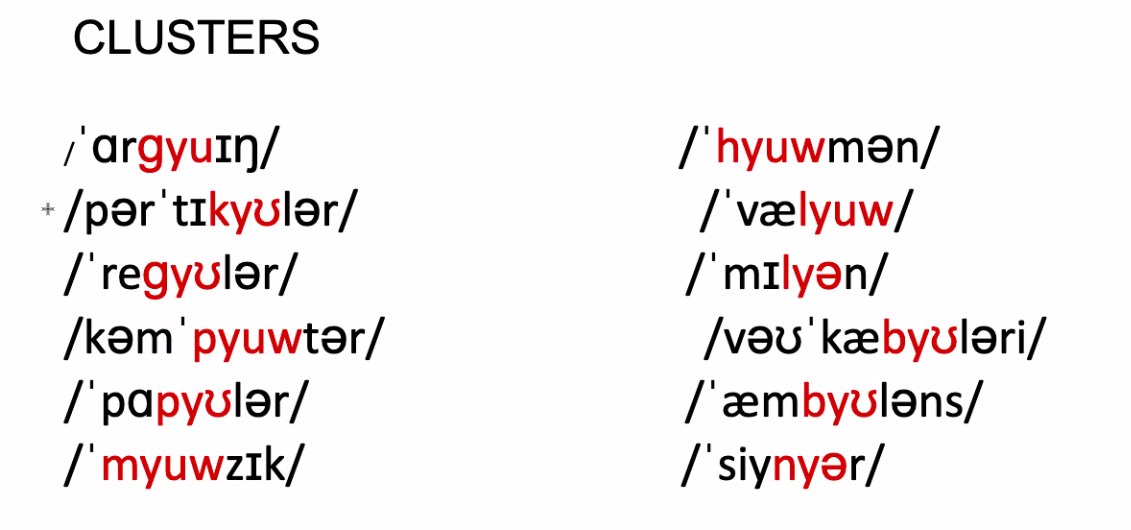 CLUSTERS
/ˈɑrgyuɪŋ/ /ˈhyuwmən/
/pərˈtɪkyʊlər/ /ˈvælyuw/
/ˈregyʊlər/ /ˈmɪlyən/
/kəmˈpyuwtər/ /vəʊˈkæbyʊləri/
/ˈpɑpyʊlər/ /ˈæmbyʊləns/
/ˈmyuwzɪk/ /ˈsiynyər/